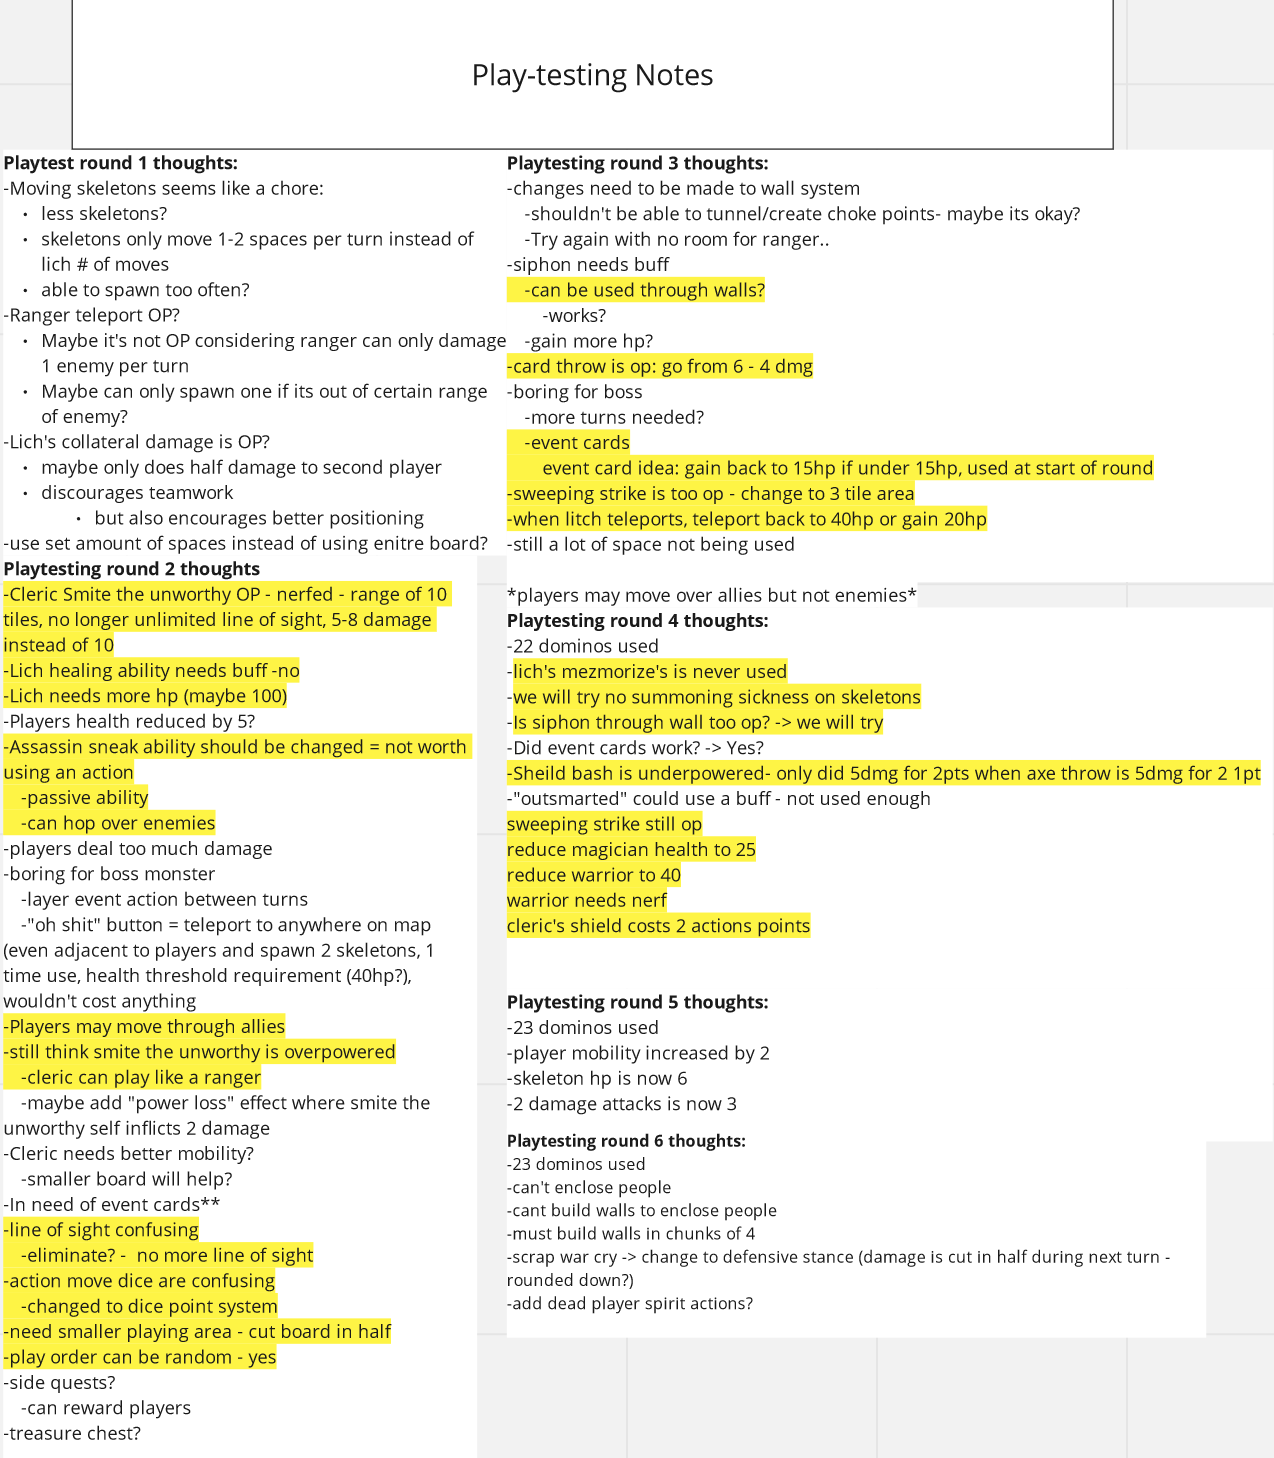 Play-testing Notes
Playtest round 1 thoughts:
-Moving skeletons seems like a chore:
• less skeletons?
• skeletons only move 1-2 spaces per turn instead of
lich # of moves
• able to spawn too often?
-Ranger teleport OP?
• Maybe it's not OP considering ranger can only damage
1 enemy per turn
• Maybe can only spawn one if its out of certain range
of enemy?
-Lich's collateral damage is OP?
• maybe only does half damage to second player
• discourages teamwork
• but also encourages better positioning
-use set amount of spaces instead of using enitre board?
Playtesting round 2 thoughts
-Cleric Smite the unworthy OP - nerfed - range of 10
tiles, no longer unlimited line of sight, 5-8 damage
instead of 10
-Lich healing ability needs buff -no
-Lich needs more hp (maybe 100)
-Players health reduced by 5?
-Assassin sneak ability should be changed = not worth
using an action
-passive ability
-can hop over enemies
-players deal too much damage
-boring for boss monster
-layer event action between turns
-"oh shit" button = teleport to anywhere on map
(even adjacent to players and spawn 2 skeletons, 1
time use, health threshold requirement (40hp?),
wouldn't cost anything
-Players may move through allies
-still think smite the unworthy is overpowered
-cleric can play like a ranger
-maybe add "power loss" effect where smite the
unworthy self inflicts 2 damage
-Cleric needs better mobility?
-smaller board will help?
-In need of event cards**
-line of sight confusing
-eliminate? - no more line of sight
-action move dice are confusing
-changed to dice point system
-need smaller playing area - cut board in half
-play order can be random - yes
-side quests?
-can reward players
-treasure chest?
Playtesting round 3 thoughts:
-changes need to be made to wall system
-shouldn't be able to tunnel/create choke points- maybe its okay?
-Try again with no room for ranger..
-siphon needs buff
-can be used through walls?
-works?
-gain more hp?
-card throw is op: go from 6 - 4 dmg
-boring for boss
-more turns needed?
-event cards
event card idea: gain back to 15hp if under 15hp, used at start of round
-sweeping strike is too op - change to 3 tile area
-when litch teleports, teleport back to 40hp or gain 20hp
-still a lot of space not being used
*players may move over allies but not enemies*
Playtesting round 4 thoughts:
-22 dominos used
-lich's mezmorize's is never used
-we will try no summoning sickness on skeletons
-Is siphon through wall too op? -> we will try
-Did event cards work? -> Yes?
-Sheild bash is underpowered- only did 5dmg for 2pts when axe throw is 5dmg for 2 1pt
-"outsmarted" could use a buff - not used enough
sweeping strike still op
reduce magician health to 25
reduce warrior to 40
warrior needs nerf
cleric's shield costs 2 actions points
Playtesting round 5 thoughts:
-23 dominos used
-player mobility increased by 2
-skeleton hp is now 6
-2 damage attacks is now 3
Playtesting round 6 thoughts:
-23 dominos used
-can't enclose people
-cant build walls to enclose people
-must build walls in chunks of 4
-scrap war cry -> change to defensive stance (damage is cut in half during next turn -
rounded down?)
-add dead player spirit actions?